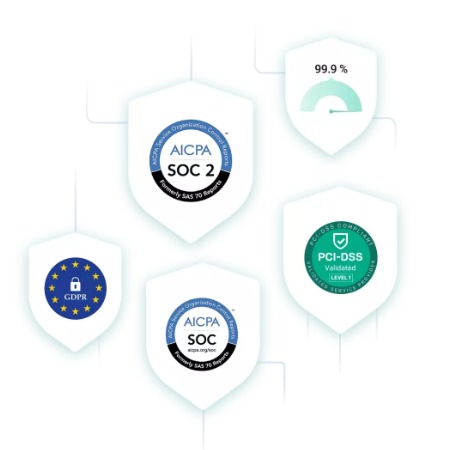 99.9 %
AICPA Service Organization Control Reports
AICPA
SOC 2
Formerly SAS 70 Reports
PCI-DSS COMPLIANT
PCI-DSS
Validated
LEVEL 1
VALIDATED SERVICE PROVIDER
GDPR
AICPA Service Organization Control Reports
AICPA
SOC
aicpa.org/soc
Formerly SAS 70 Reports